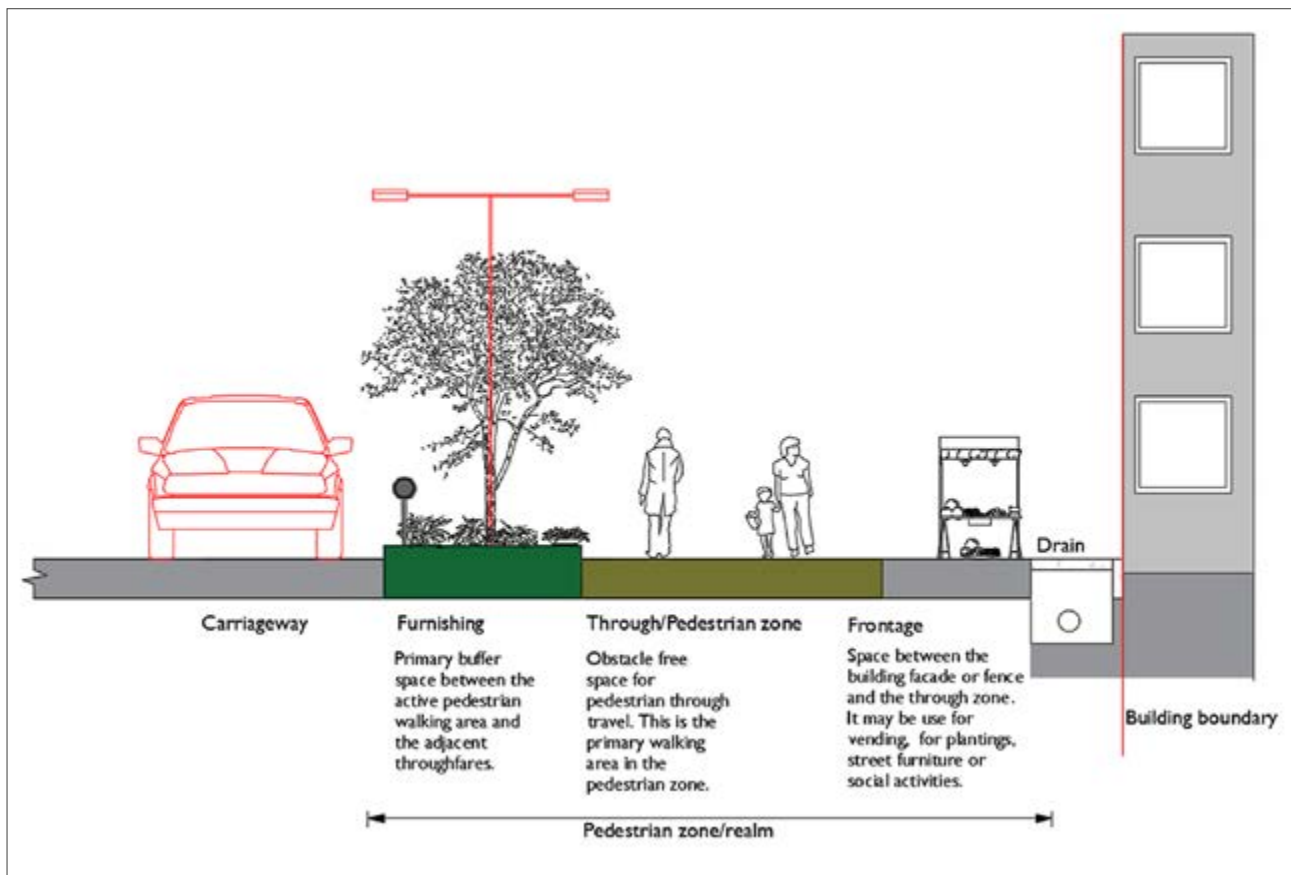 Drain
Carriageway
Furnishing
Primary buffer
space between the
active pedestrian
walking area and
the adjacent
throughfares.
Through/Pedestrian zone
Obstacle free
space for
pedestrian through
travel. This is the
primary walking
area in the
pedestrian zone.
Frontage
Space between the
building facade or fence
and the through zone.
It may be use for
vending, for plantings,
street furniture or
social activities.
Building boundary
Pedestrian zone/realm